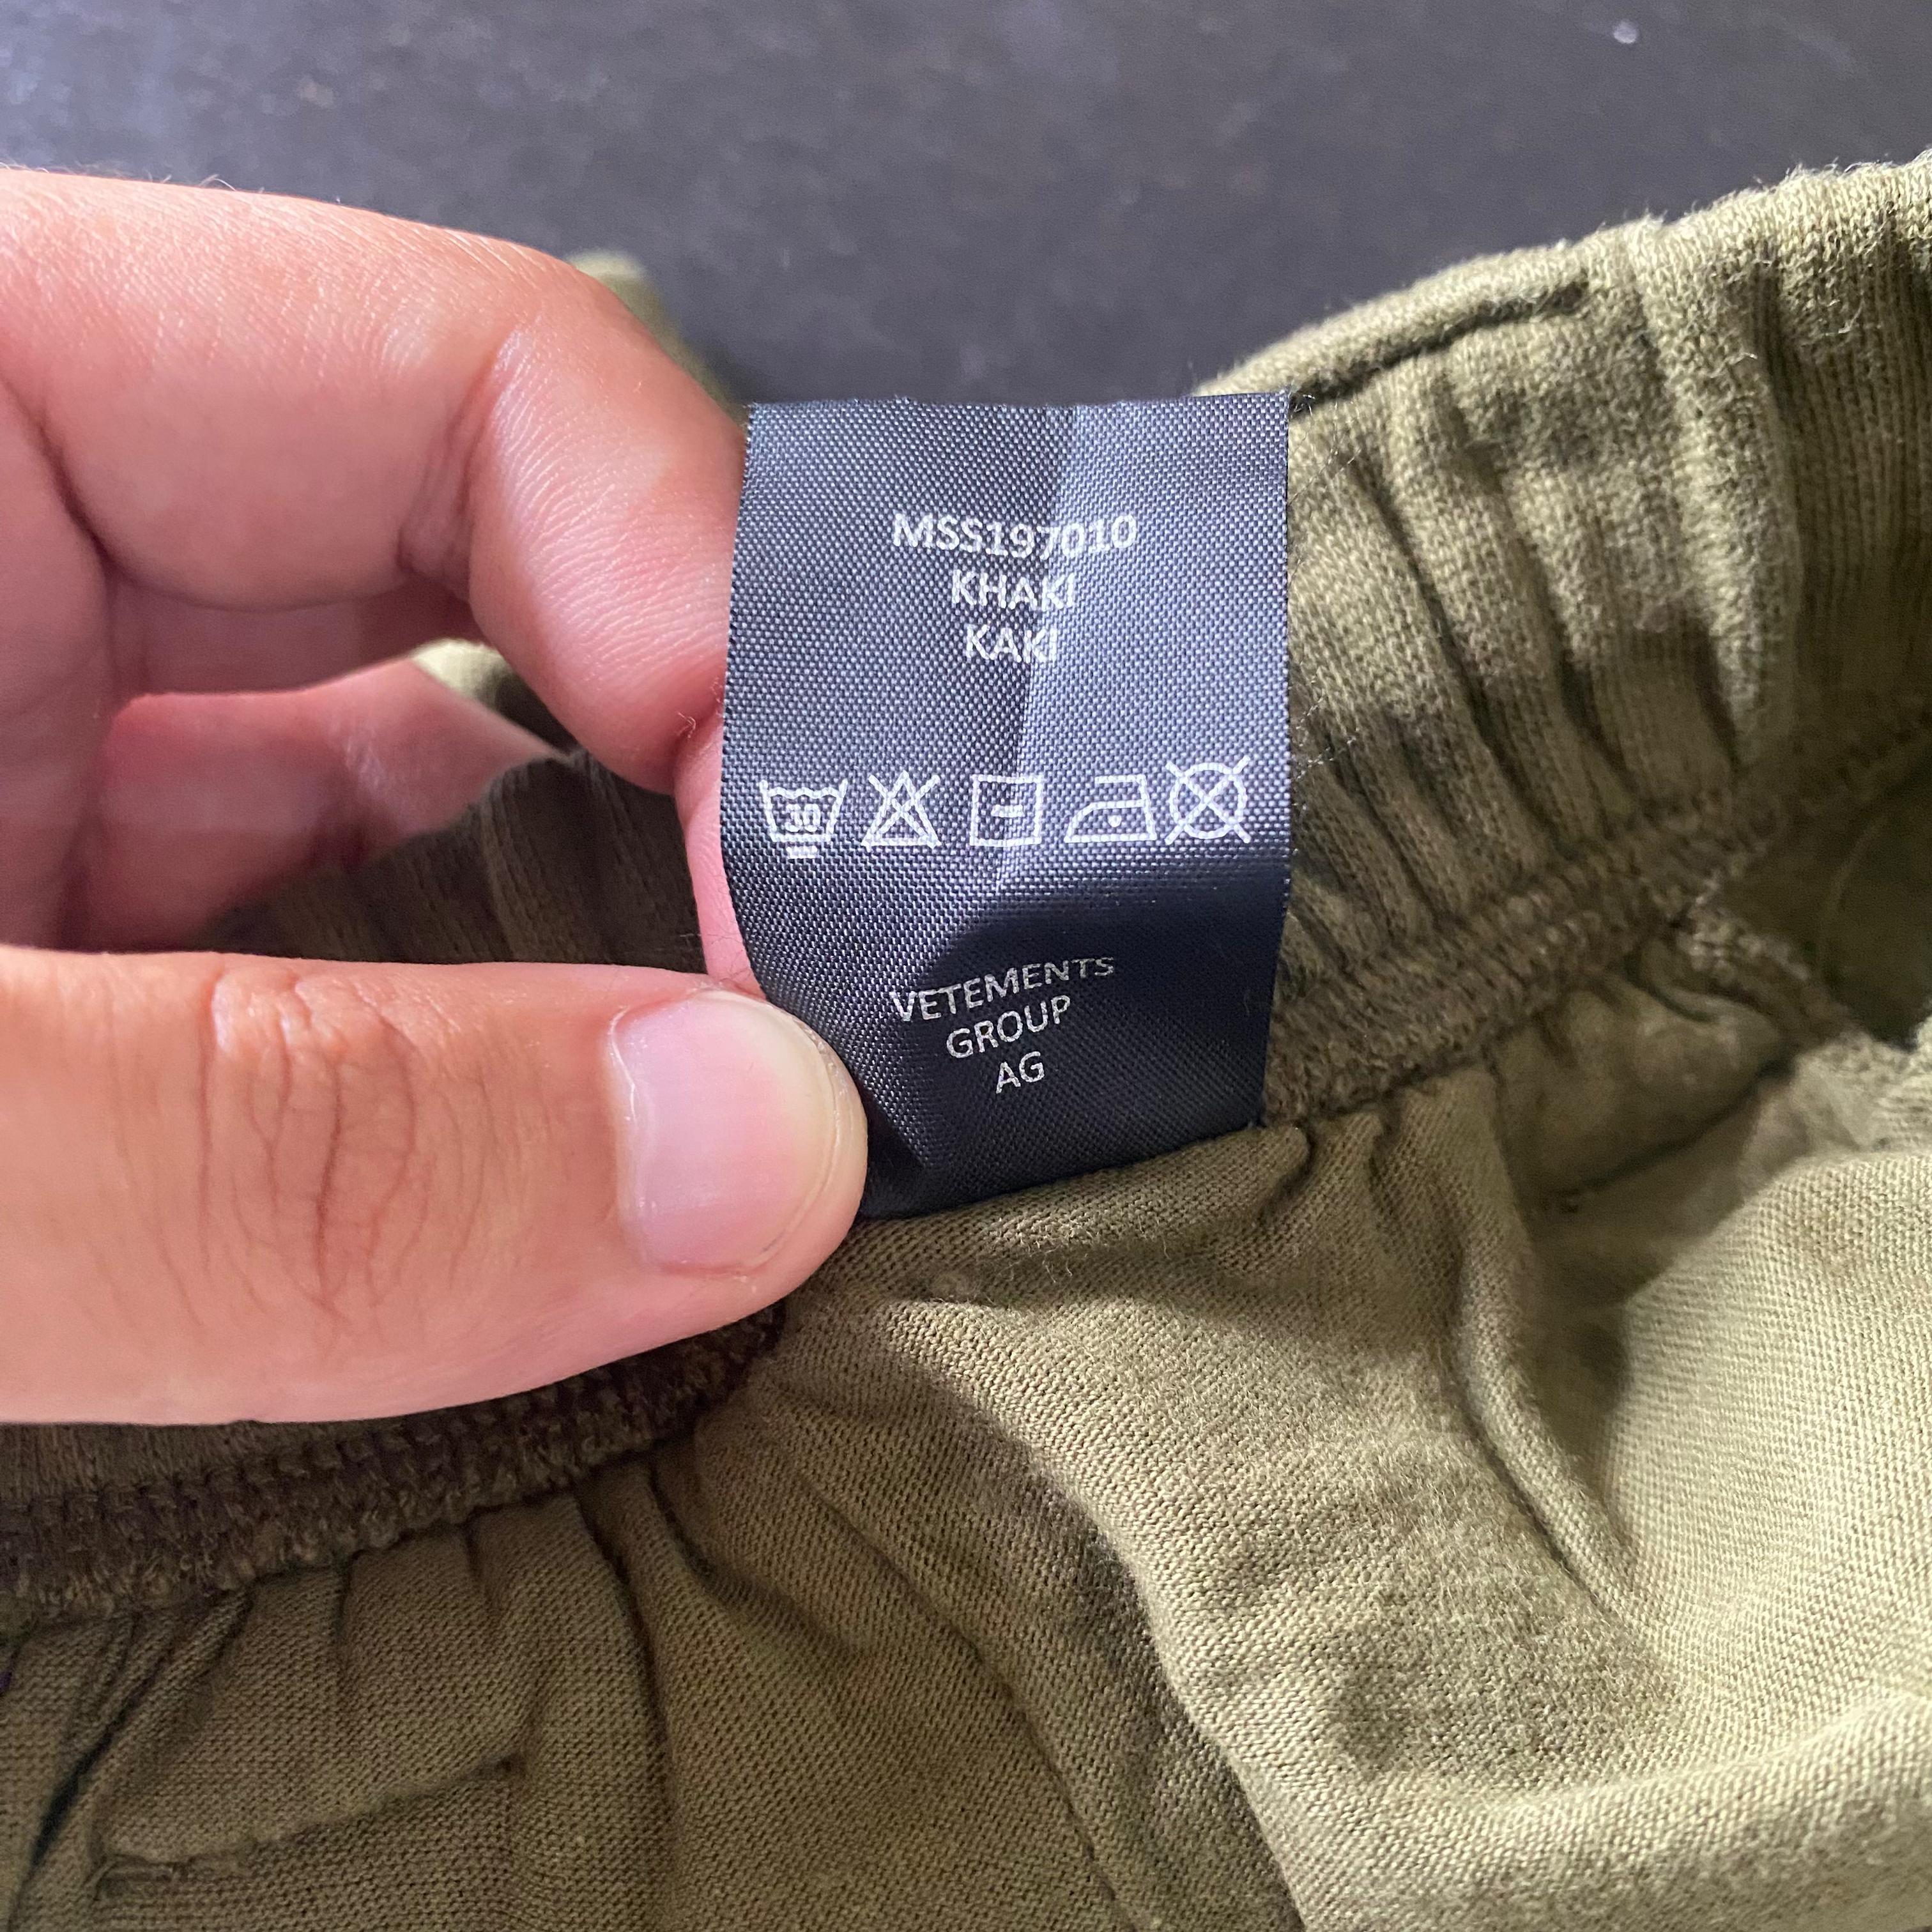 MSS197010
KHAKI
KAKI
30
VETEMENTS
GROUP
AG